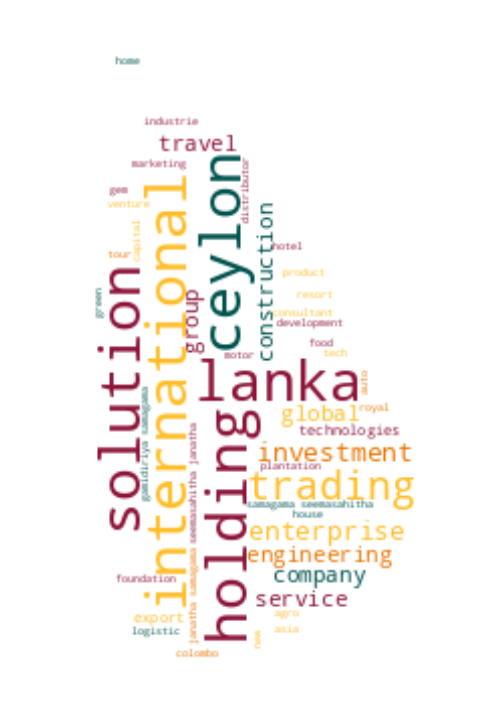 home
industrie
travel
marketing
distributor
ceylon
international
gem
venture
construction
capital
hotel
tour
solution
product
green
group
resort
consultant
development
food
motor
tech
lanka
auto
gamidiriya samagama
royal
global
holding
janatha samagama seemasahitha janatha
technologies
investment
plantation
trading
samagama seemasahitha
house
enterprise
engineering
company
foundation
service
export
agro
logistic
asia
new
colombo